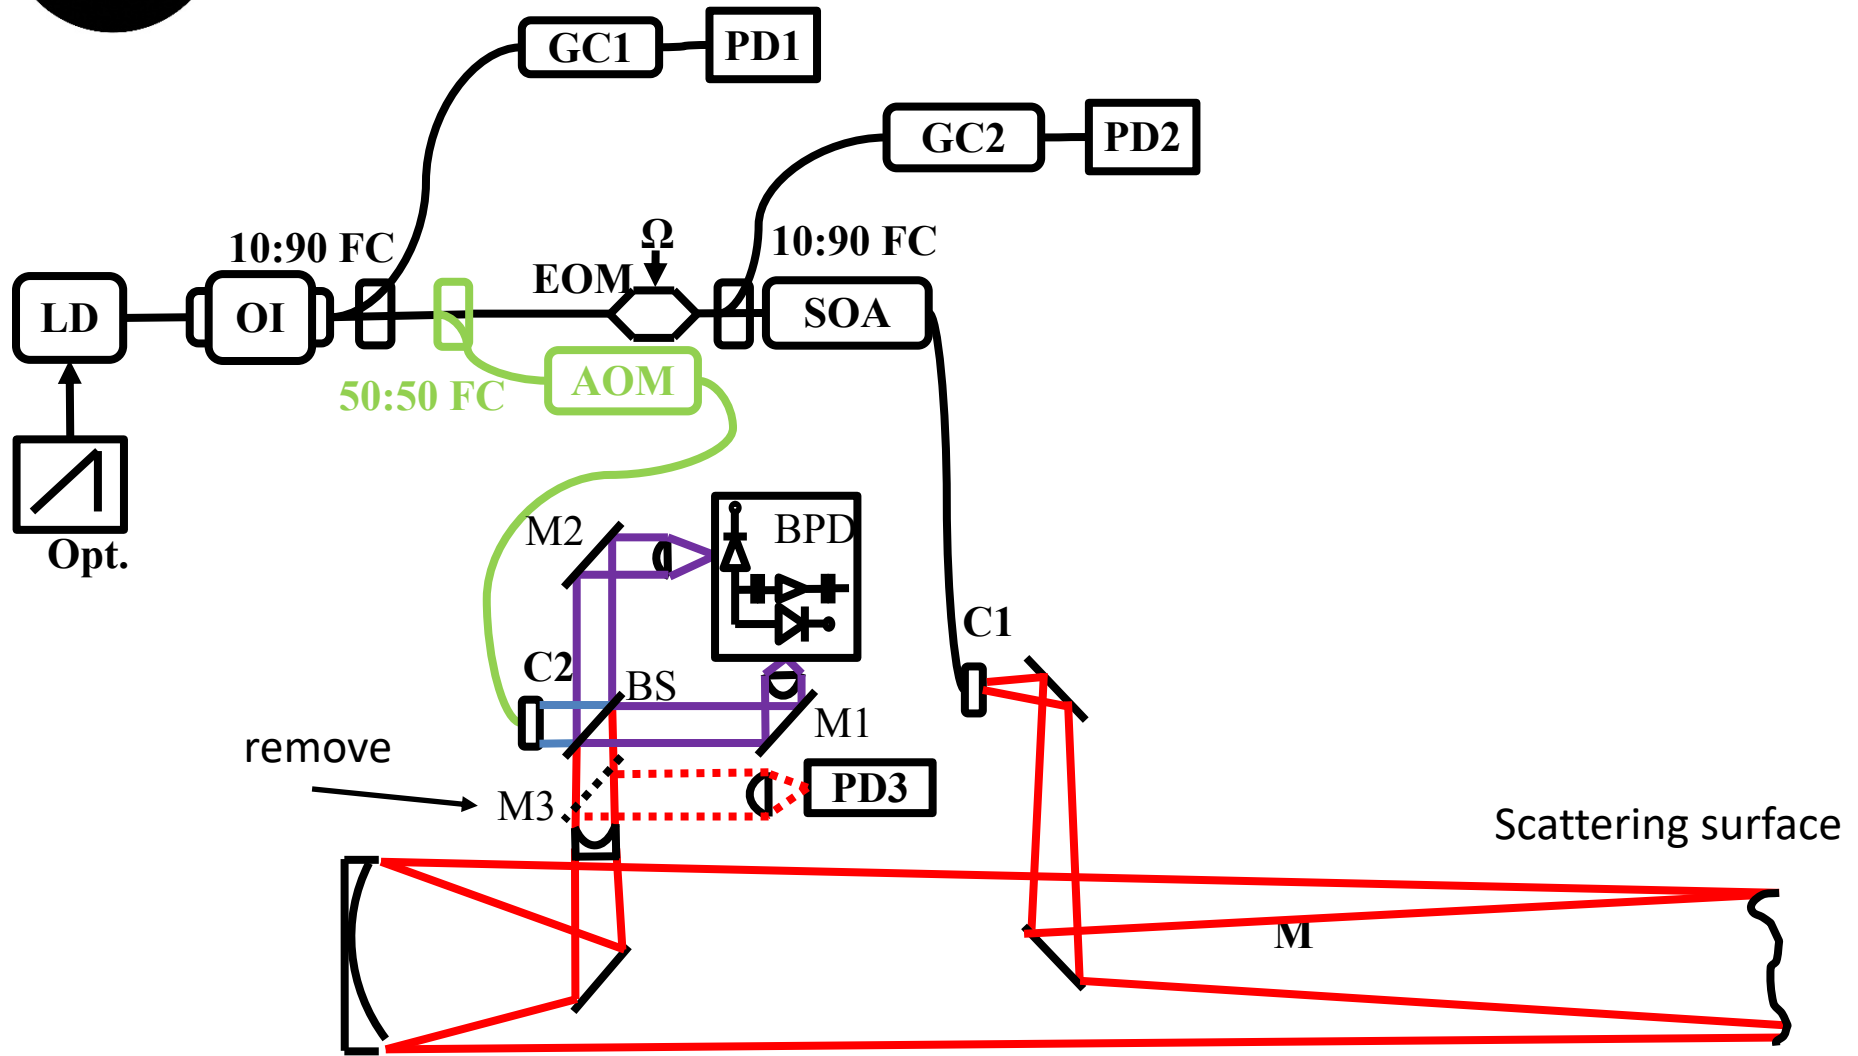 GC1
PD1
GC2
PD2
10:90 FC
Ω
10:90 FC
EOM
LD
OI
SOA
AOM
50:50 FC
Opt.
M2
BPD
C1
C2
BS
M1
remove
M3
PD3
Scattering surface
M